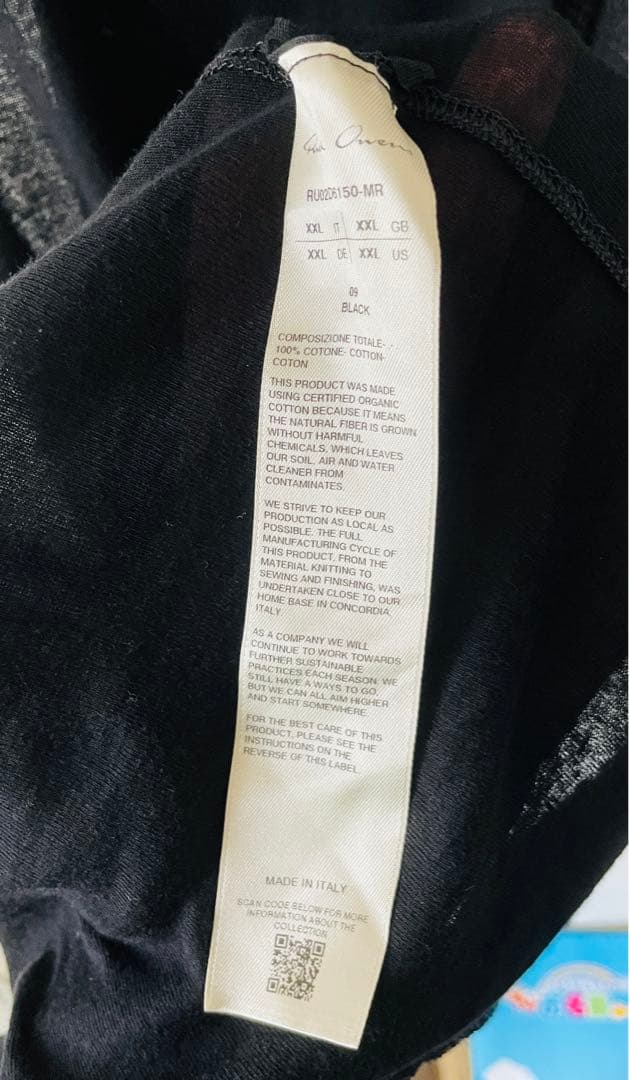 Rick Owens
RU02D6150-MR
XXL IT XXL GB
XXL DE XXL US
09
BLACK
COMPOSIZIONE TOTALE- -
100% COTONE- COTTON-
COTON
THIS PRODUCT WAS MADE
USING CERTIFIED ORGANIC
COTTON BECAUSE IT MEANS
THE NATURAL FIBER IS GROWN
WITHOUT HARMFUL
CHEMICALS, WHICH LEAVES
OUR SOIL, AIR AND WATER
CLEANER FROM
CONTAMINATES.
WE STRIVE TO KEEP OUR
PRODUCTION AS LOCAL AS
POSSIBLE. THE FULL
MANUFACTURING CYCLE OF
THIS PRODUCT, FROM THE
MATERIAL KNITTING TO
SEWING AND FINISHING, WAS
UNDERTAKEN CLOSE TO OUR
HOME BASE IN CONCORDIA,
ITALY.
AS A COMPANY WE WILL
CONTINUE TO WORK TOWARDS
FURTHER SUSTAINABLE
PRACTICES EACH SEASON. WE
STILL HAVE A WAYS TO GO,
BUT WE CAN ALL AIM HIGHER
AND START SOMEWHERE.
FOR THE BEST CARE OF THIS
PRODUCT, PLEASE SEE THE
INSTRUCTIONS ON THE
REVERSE OF THIS LABEL.
MADE IN ITALY
SCAN CODE BELOW FOR MORE
INFORMATION ABOUT THE
COLLECTION